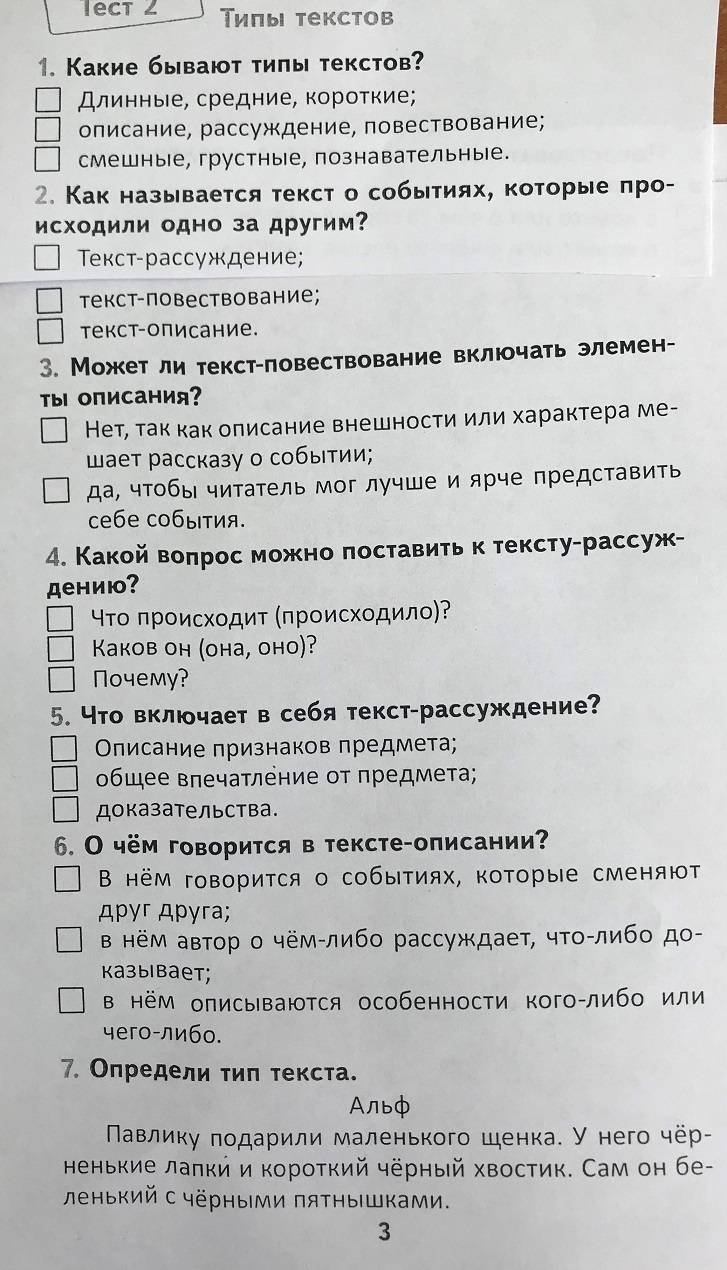 Тест 2
Типы текстов
1. Какие бывают типы текстов?
Длинные, средние, короткие;
описание, рассуждение, повествование;
смешные, грустные, познавательные.
2. Как называется текст о событиях, которые про-
исходили одно за другим?
Текст-рассуждение;
текст-повествование;
текст-описание.
3. Может ли текст-повествование включать элемен-
ты описания?
Нет, так как описание внешности или характера ме-
шает рассказу о событии;
да, чтобы читатель мог лучше и ярче представить
себе события.
4. Какой вопрос можно поставить к тексту-рассуж-
дению?
Что происходит (происходило)?
Каков он (она, оно)?
Почему?
5. Что включает в себя текст-рассуждение?
Описание признаков предмета;
общее впечатление от предмета;
доказательства.
6. О чём говорится в тексте-описании?
В нём говорится о событиях, которые сменяют
друг друга;
в нём автор о чём-либо рассуждает, что-либо до-
казывает;
в нём описываются особенности кого-либо или
чего-либо.
7. Определи тип текста.
Альф
Павлику подарили маленького щенка. У него чёр-
ненькие лапки и короткий чёрный хвостик. Сам он бе-
ленький с чёрными пятнышками.
3